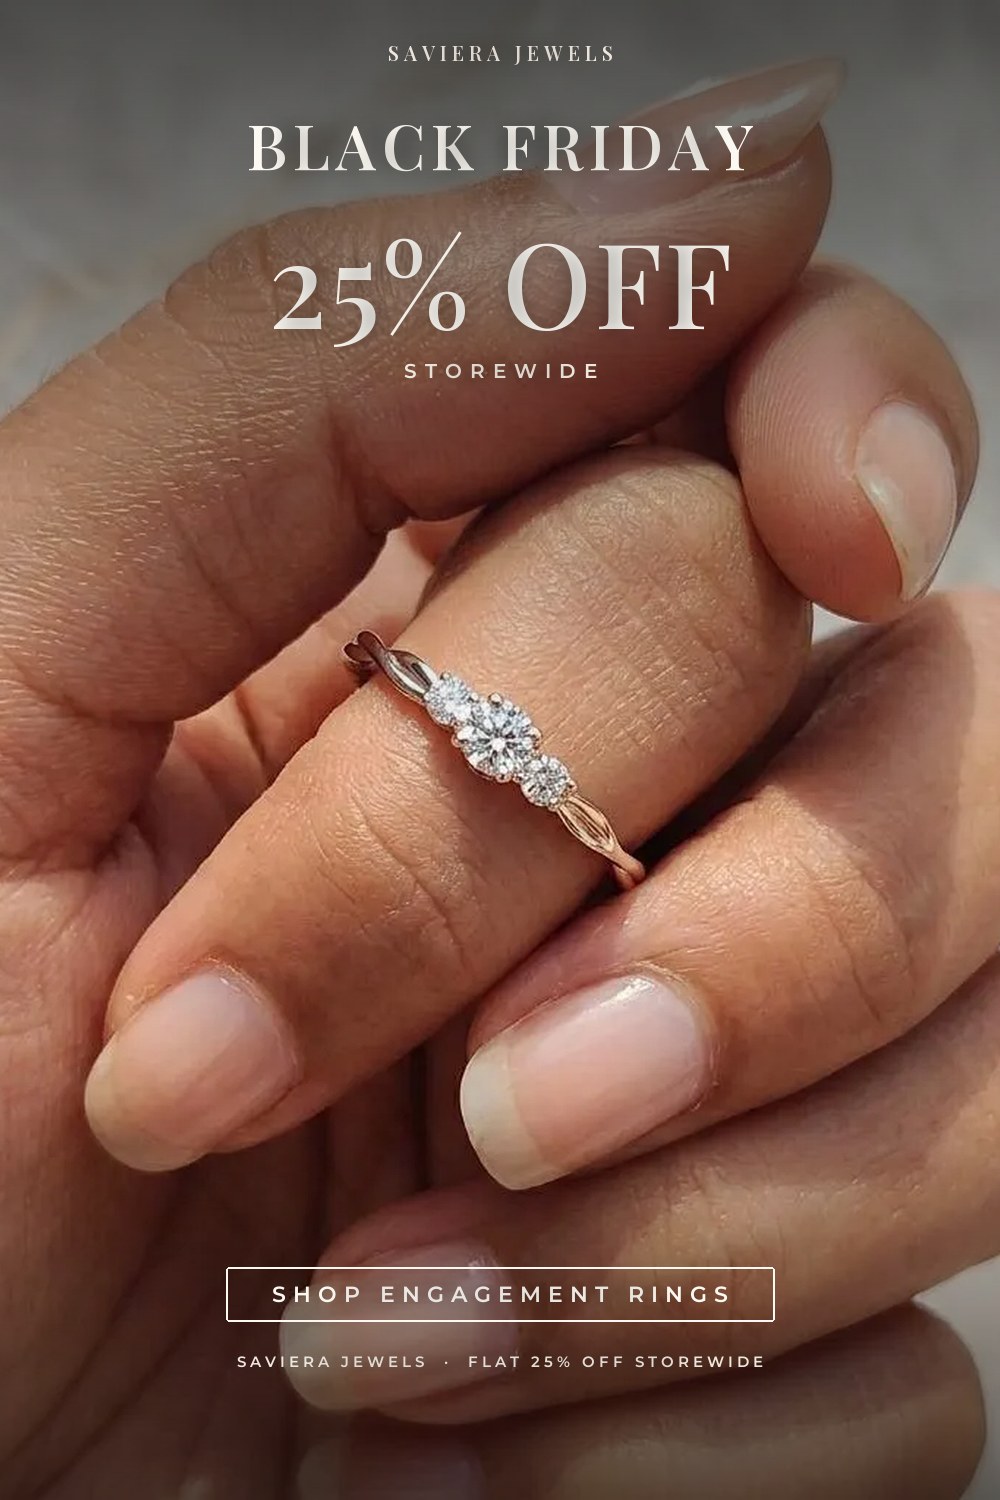 SAVIERA JEWELS
BLACK FRIDAY
25% OFF
STOREWIDE
SHOP ENGAGEMENT RINGS
SAVIERA JEWELS · FLAT 25% OFF STOREWIDE